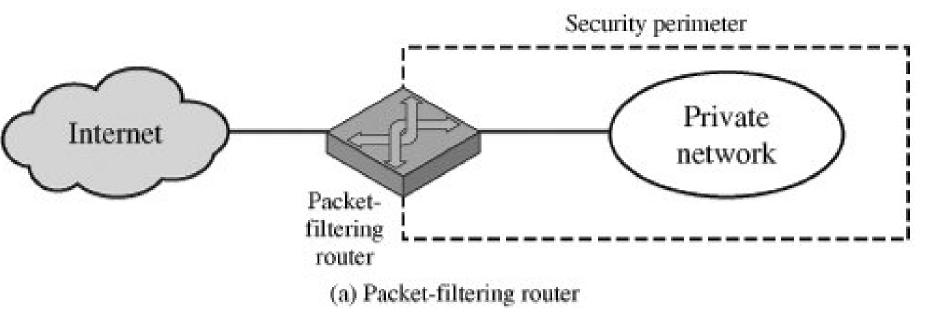 Security perimeter
Internet
Private
network
Packet-
filtering
router
(a) Packet-filtering router